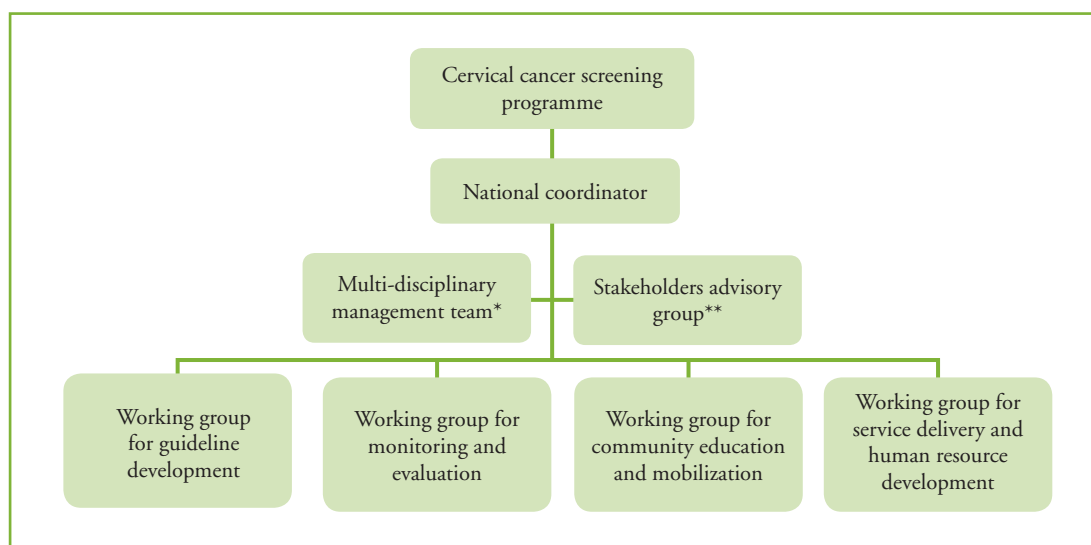 Cervical cancer screening
programme
National coordinator
Multi-disciplinary
management team*
Stakeholders advisory
group**
Working group
for guideline
development
Working group for
monitoring and
evaluation
Working group for
community education
and mobilization
Working group for
service delivery and
human resource
development